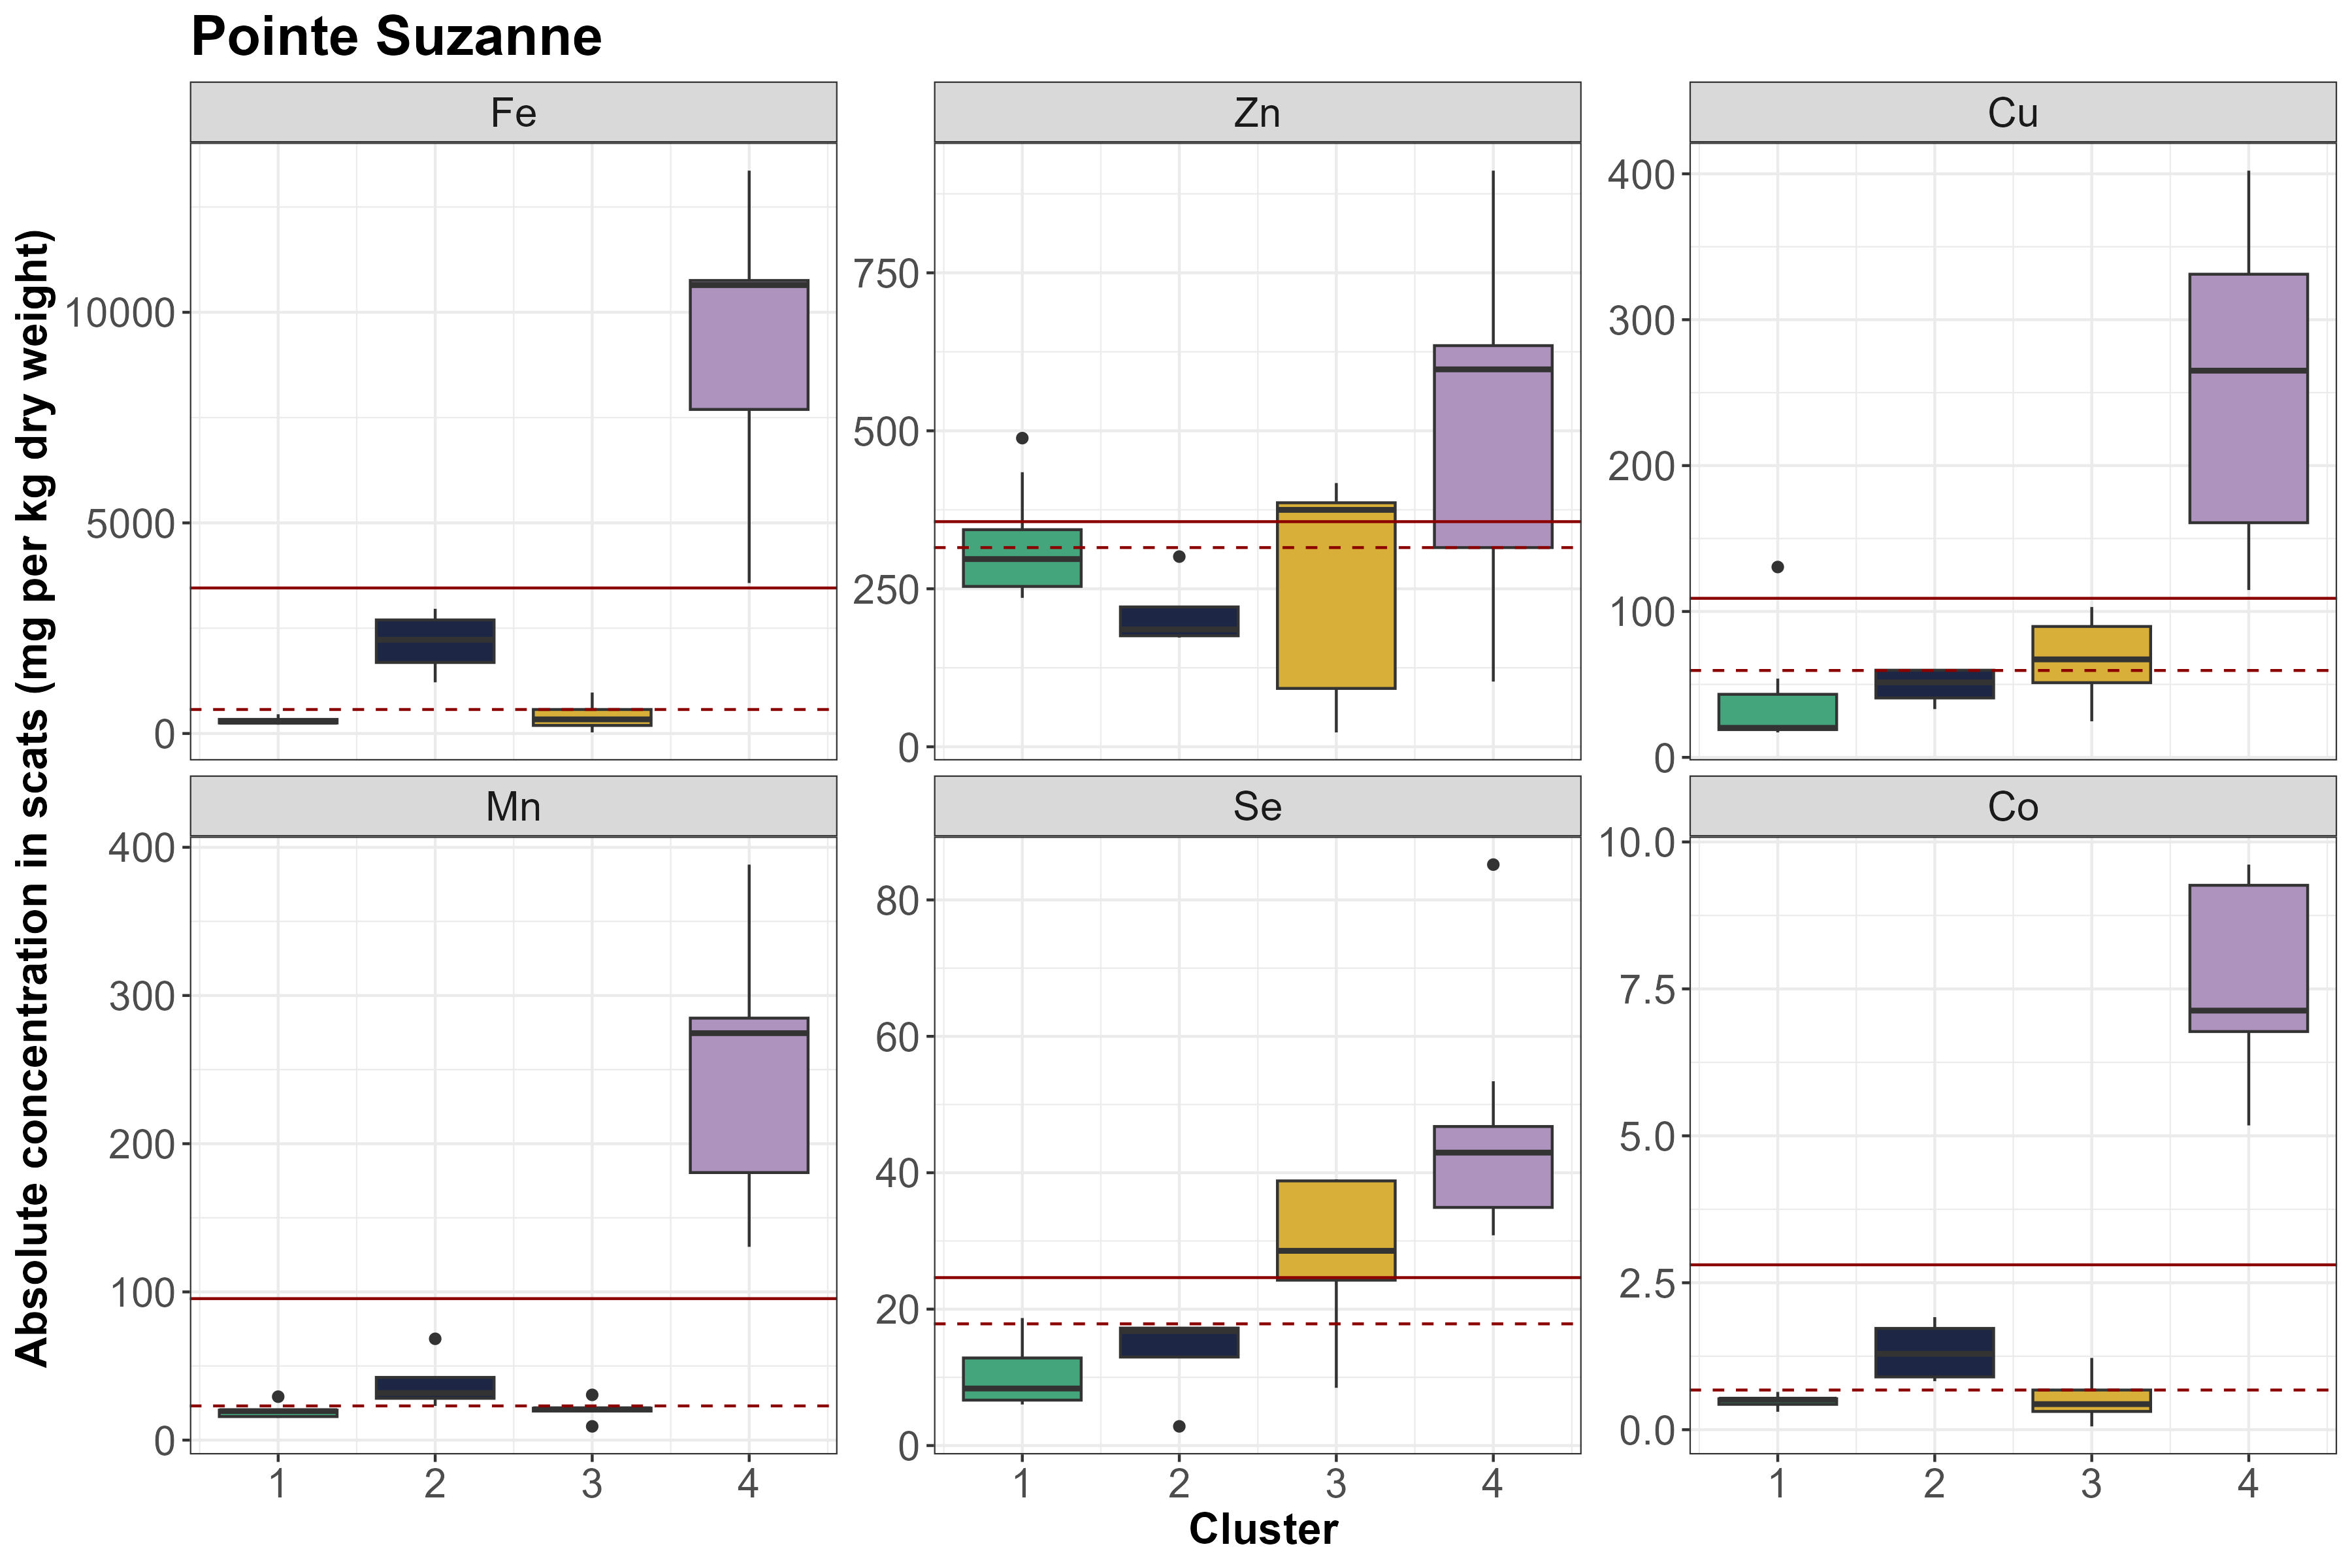 Pointe Suzanne
Absolute concentration in scats (mg per kg dry weight)
Fe
10000
5000
0
Zn
750
500
250
0
Cu
400
300
200
100
0
Mn
400
300
200
100
0
1 2 3 4
Se
80
60
40
20
0
1 2 3 4
Co
10.0
7.5
5.0
2.5
0.0
1 2 3 4
Cluster